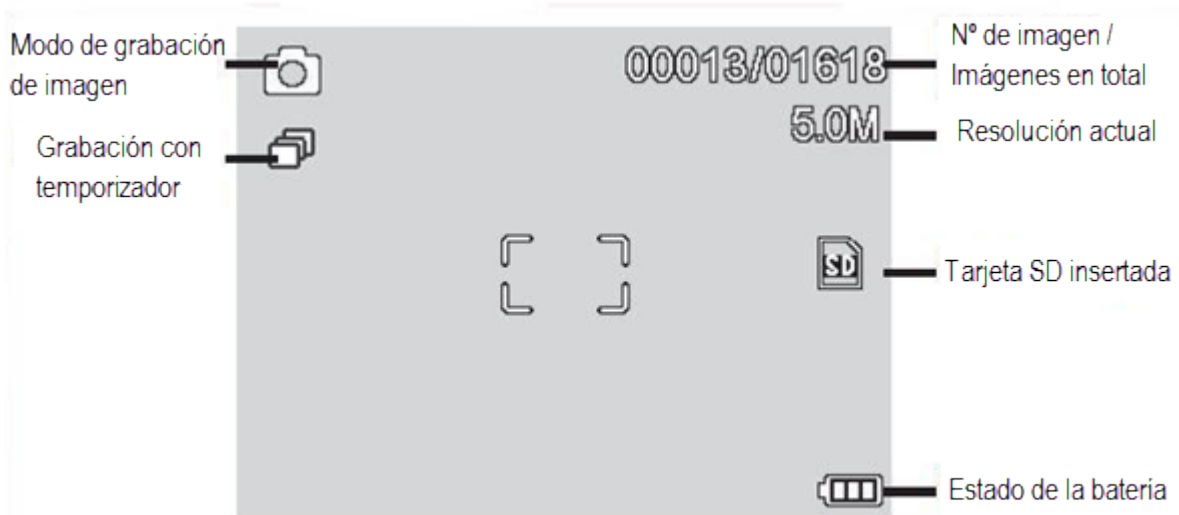 Modo de grabación
de imagen
00013/01618
Nº de imagen /
Imágenes en total
5.0M
Resolución actual
Grabación con
temporizador
SD
Tarjeta SD insertada
Estado de la batería